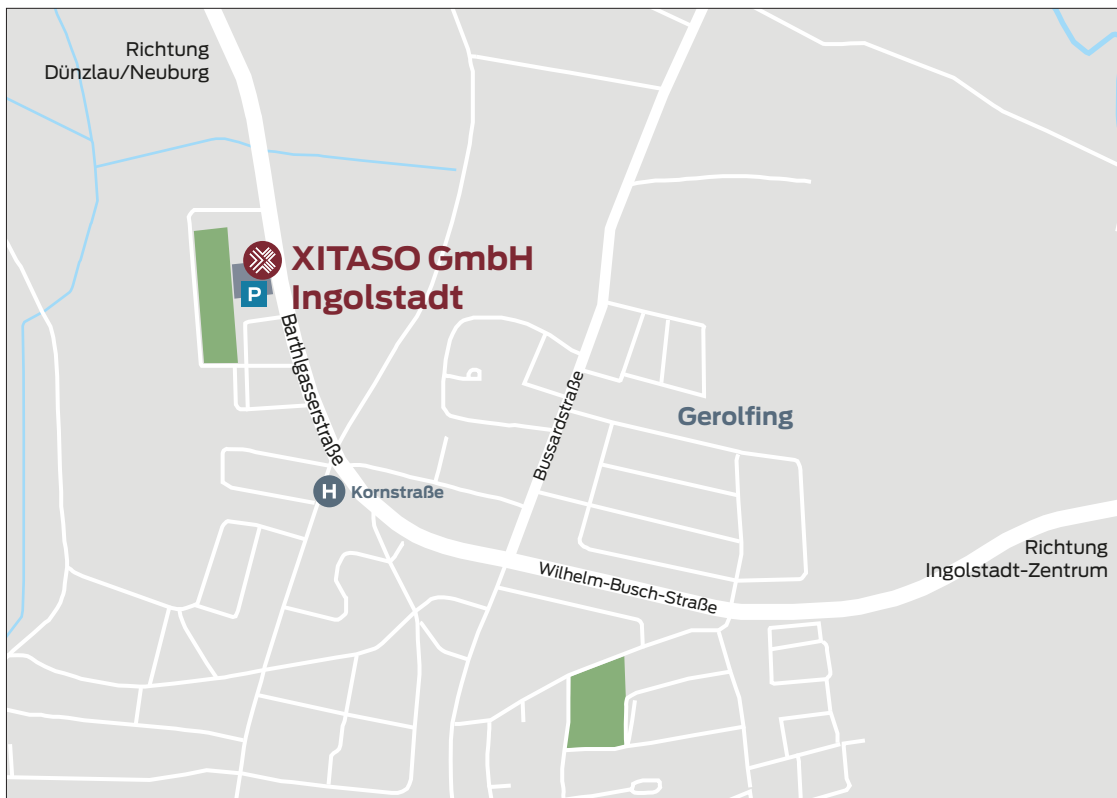 Richtung
Dünzlau/Neuburg
XITASO GmbH
Ingolstadt
P
Barthlgasserstraße
Bussardstraße
Gerolfing
H
Kornstraße
Richtung
Ingolstadt-Zentrum
Wilhelm-Busch-Straße